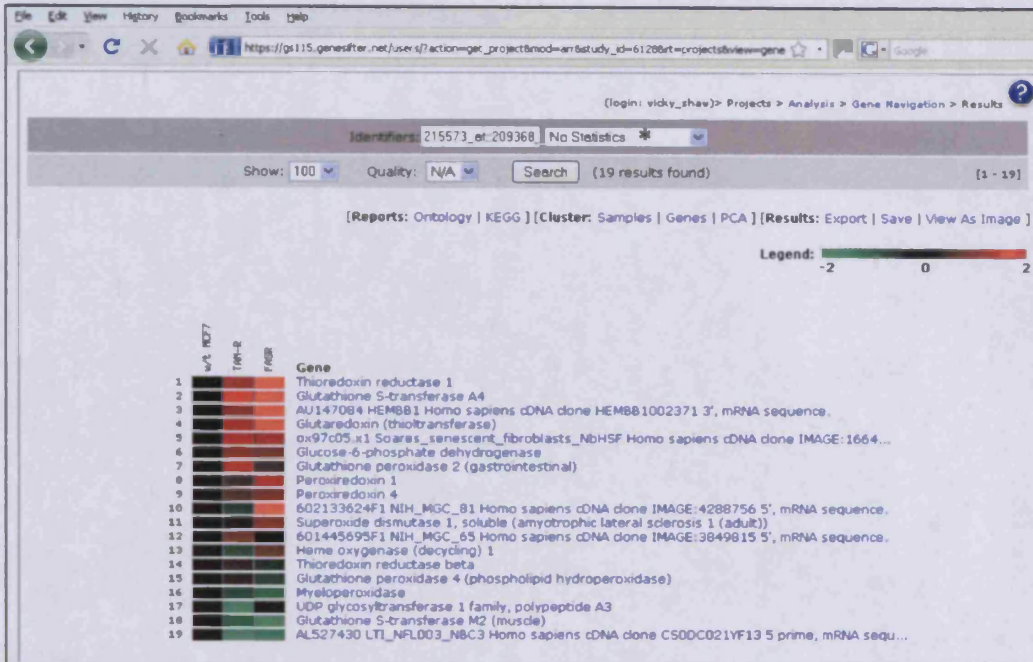 File Edit View History Bookmarks Tools Help
https://gs115.genesifter.net/users/?action=get_project&mod=arr&study_id=6128&rt=projects&view=gene
Google
(login: vicky_shaw)> Projects > Analysis > Gene Navigation > Results
Identifiers: 215573_at:209368_ No Statistics *
Show: 100 Quality: N/A Search (19 results found) [1 - 19]
[Reports: Ontology | KEGG ] [Cluster: Samples | Genes | PCA ] [Results: Export | Save | View As Image ]
Legend:
-2 0 2
w/t MCF7 TAM-R FASR
Gene
1 Thioredoxin reductase 1
2 Glutathione S-transferase A4
3 AU147084 HEMBB1 Homo sapiens cDNA clone HEMBB1002371 3', mRNA sequence.
4 Glutaredoxin (thioltransferase)
5 ox97c05.x1 Soares_senescent_fibroblasts_NbHSF Homo sapiens cDNA clone IMAGE:1664...
6 Glucose-6-phosphate dehydrogenase
7 Glutathione peroxidase 2 (gastrointestinal)
8 Peroxiredoxin 1
9 Peroxiredoxin 4
10 602133624F1 NIH_MGC_81 Homo sapiens cDNA clone IMAGE:4288756 5', mRNA sequence.
11 Superoxide dismutase 1, soluble (amyotrophic lateral sclerosis 1 (adult))
12 601445695F1 NIH_MGC_65 Homo sapiens cDNA clone IMAGE:3849815 5', mRNA sequence.
13 Heme oxygenase (decycling) 1
14 Thioredoxin reductase beta
15 Glutathione peroxidase 4 (phospholipid hydroperoxidase)
16 Myeloperoxidase
17 UDP glycosyltransferase 1 family, polypeptide A3
18 Glutathione S-transferase M2 (muscle)
19 AL527430 LTI_NFL003_NBC3 Homo sapiens cDNA clone CS0DC021YF13 5 prime, mRNA sequ...